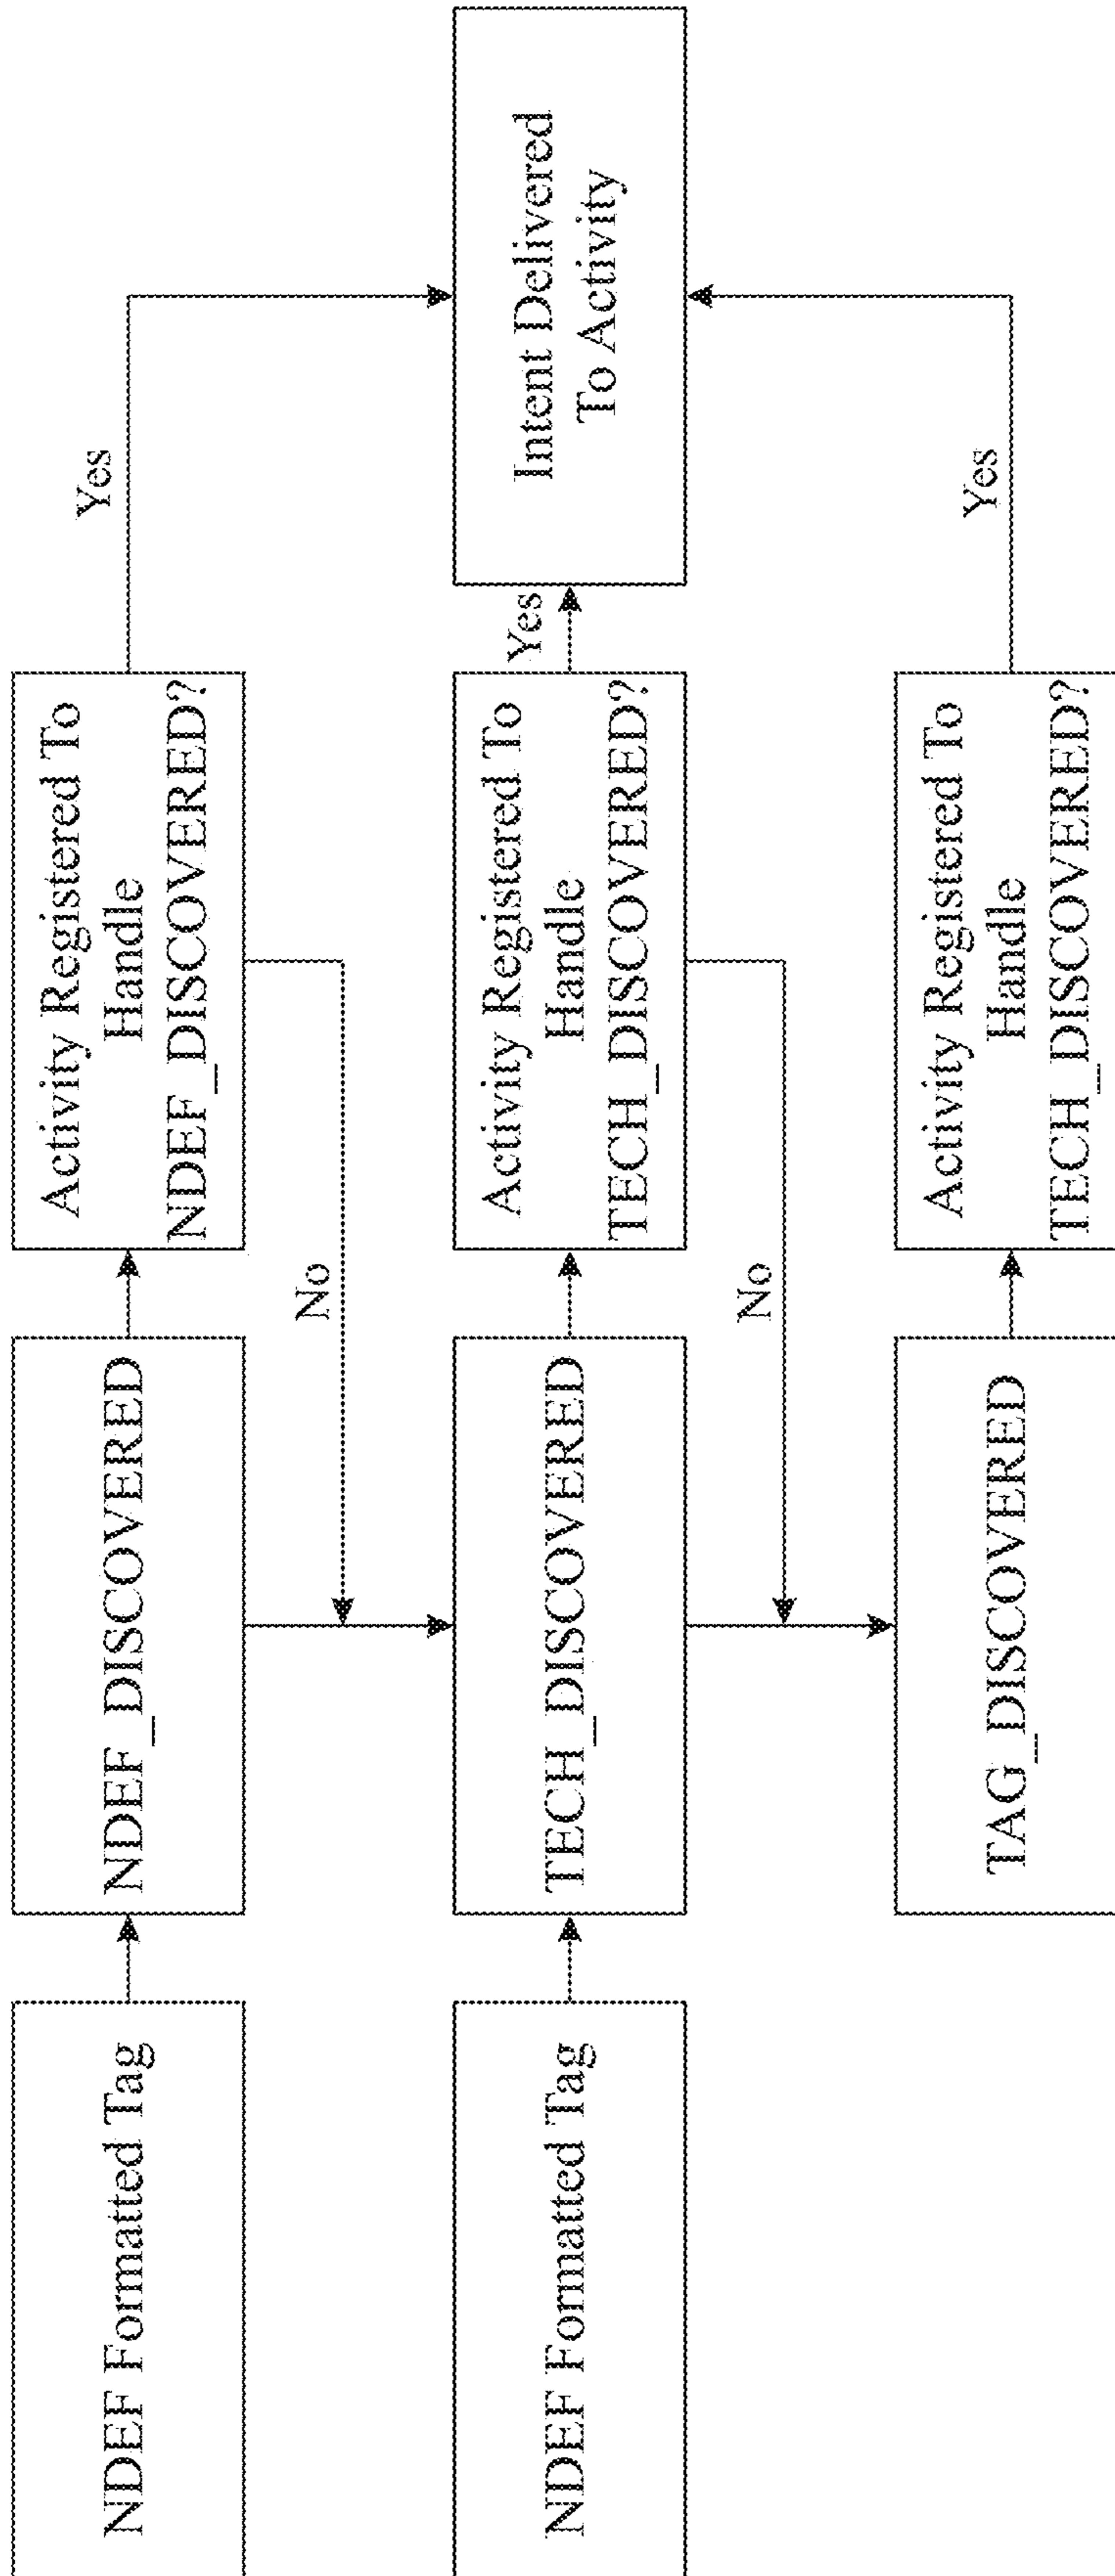 NDEF Formatted Tag
NDEF_DISCOVERED
Activity Registered To
Handle
NDEF_DISCOVERED?
Yes
No
NDEF Formatted Tag
TECH_DISCOVERED
Activity Registered To
Handle
TECH_DISCOVERED?
Yes
Intent Delivered
To Activity
No
TAG_DISCOVERED
Activity Registered To
Handle
TECH_DISCOVERED?
Yes